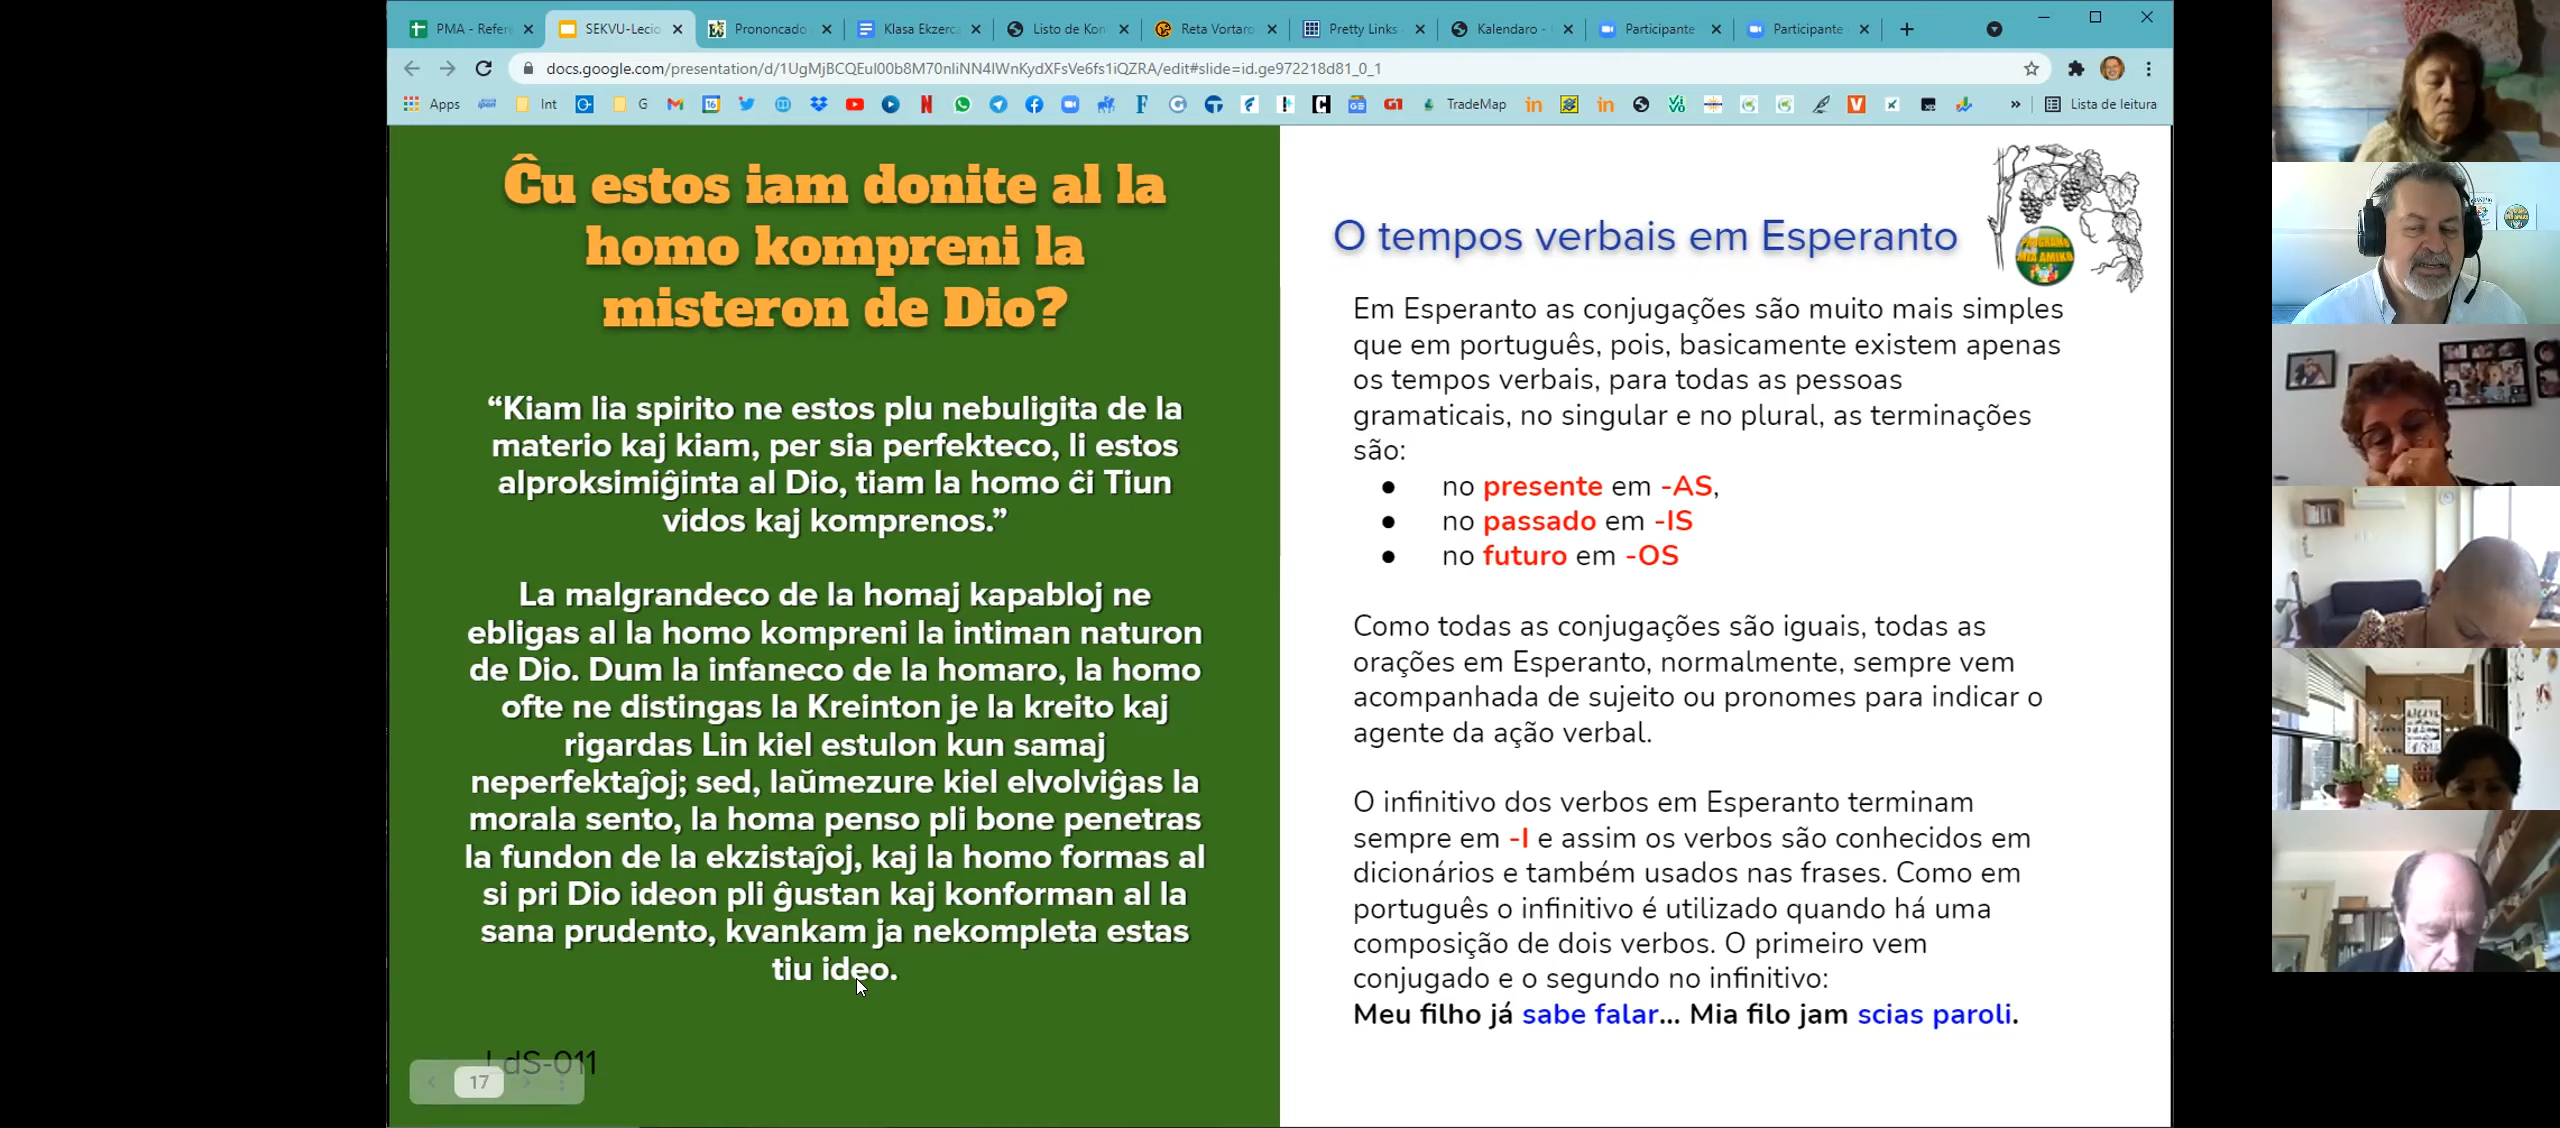 PMA - Refere
SEKVU-Lecio
Prononcado
Klasa Ekzerca
Listo de Kon
Reta Vortaro
Pretty Links
Kalendaro -
Participante
Participante
docs.google.com/presentation/d/1UgMjBCQEul00b8M70nliNN4lWnKydXFsVe6fs1iQZRA/edit#slide=id.ge972218d81_0_1
Apps
Int
G
16
G1
TradeMap
Lista de leitura
Ĉu estos iam donite al la
homo kompreni la
misteron de Dio?
“Kiam lia spirito ne estos plu nebuligita de la
materio kaj kiam, per sia perfekteco, li estos
alproksimiĝinta al Dio, tiam la homo ĉi Tiun
vidos kaj komprenos.”
La malgrandeco de la homaj kapabloj ne
ebligas al la homo kompreni la intiman naturon
de Dio. Dum la infaneco de la homaro, la homo
ofte ne distingas la Kreinton je la kreito kaj
rigardas Lin kiel estulon kun samaj
neperfektaĵoj; sed, laŭmezure kiel elvolviĝas la
morala sento, la homa penso pli bone penetras
la fundon de la ekzistaĵoj, kaj la homo formas al
si pri Dio ideon pli ĝustan kaj konforman al la
sana prudento, kvankam ja nekompleta estas
tiu ideo.
LdS-011
17
PROGRAMO
MIA AMIKO
O tempos verbais em Esperanto
Em Esperanto as conjugações são muito mais simples
que em português, pois, basicamente existem apenas
os tempos verbais, para todas as pessoas
gramaticais, no singular e no plural, as terminações
são:
● no presente em -AS,
● no passado em -IS
● no futuro em -OS
Como todas as conjugações são iguais, todas as
orações em Esperanto, normalmente, sempre vem
acompanhada de sujeito ou pronomes para indicar o
agente da ação verbal.
O infinitivo dos verbos em Esperanto terminam
sempre em -I e assim os verbos são conhecidos em
dicionários e também usados nas frases. Como em
português o infinitivo é utilizado quando há uma
composição de dois verbos. O primeiro vem
conjugado e o segundo no infinitivo:
Meu filho já sabe falar... Mia filo jam scias paroli.